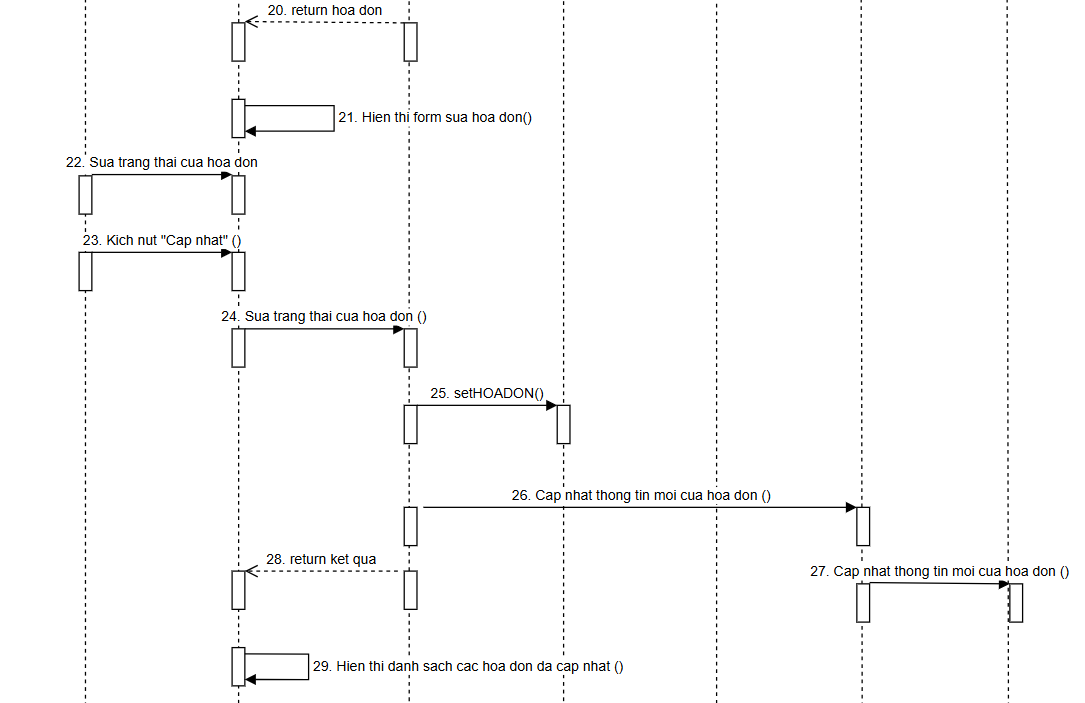 20. return hoa don
21. Hien thi form sua hoa don()
22. Sua trang thai cua hoa don
23. Kich nut "Cap nhat" ()
24. Sua trang thai cua hoa don ()
25. setHOADON()
26. Cap nhat thong tin moi cua hoa don ()
28. return ket qua
27. Cap nhat thong tin moi cua hoa don ()
29. Hien thi danh sach cac hoa don da cap nhat ()